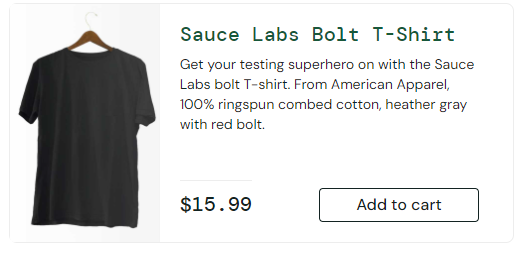 Sauce Labs Bolt T-Shirt
Get your testing superhero on with the Sauce
Labs bolt T-shirt. From American Apparel,
100% ringspun combed cotton, heather gray
with red bolt.
$15.99
Add to cart